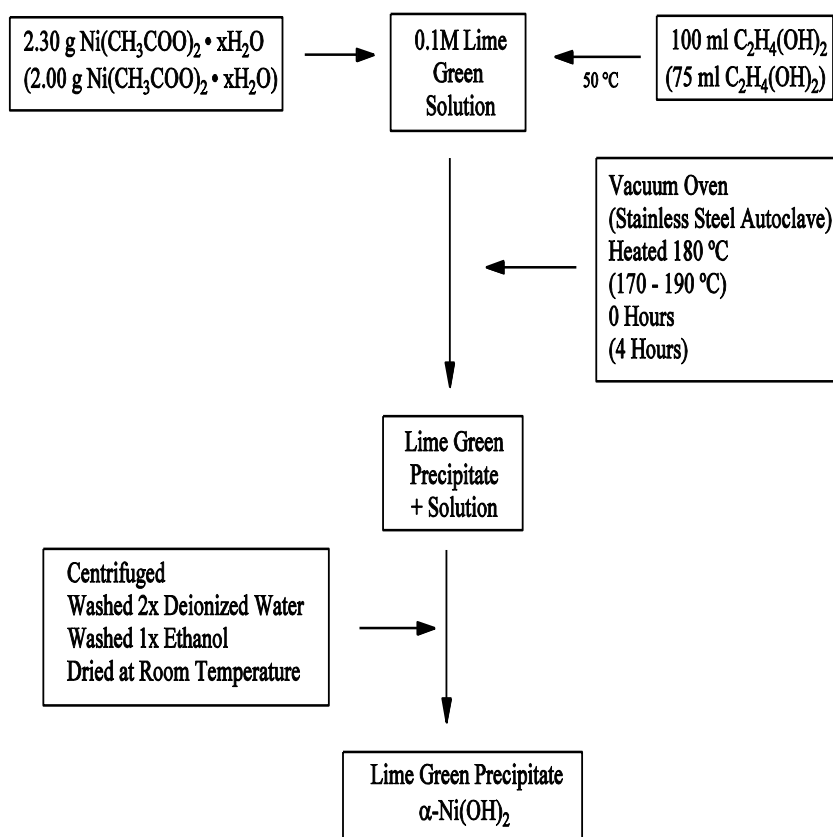 2.30 g Ni(CH₃COO)₂ • xH₂O
(2.00 g Ni(CH₃COO)₂ • xH₂O)
0.1M Lime
Green
Solution
50 ºC
100 ml C₂H₄(OH)₂
(75 ml C₂H₄(OH)₂)
Vacuum Oven
(Stainless Steel Autoclave)
Heated 180 ºC
(170 - 190 ºC)
0 Hours
(4 Hours)
Lime Green
Precipitate
+ Solution
Centrifuged
Washed 2x Deionized Water
Washed 1x Ethanol
Dried at Room Temperature
Lime Green Precipitate
α-Ni(OH)₂